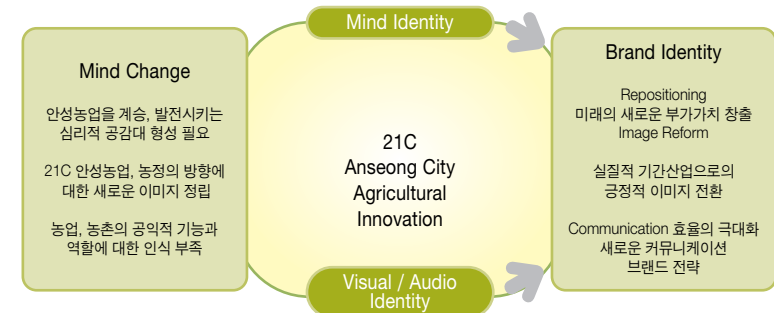 Mind Identity
Mind Change
안성농업을 계승, 발전시키는
심리적 공감대 형성 필요
21C 안성농업, 농정의 방향에
대한 새로운 이미지 정립
농업, 농촌의 공익적 기능과
역할에 대한 인식 부족
21C
Anseong City
Agricultural
Innovation
Visual / Audio
Identity
Brand Identity
Repositioning
미래의 새로운 부가가치 창출
Image Reform
실질적 기간산업으로의
긍정적 이미지 전환
Communication 효율의 극대화
새로운 커뮤니케이션
브랜드 전략